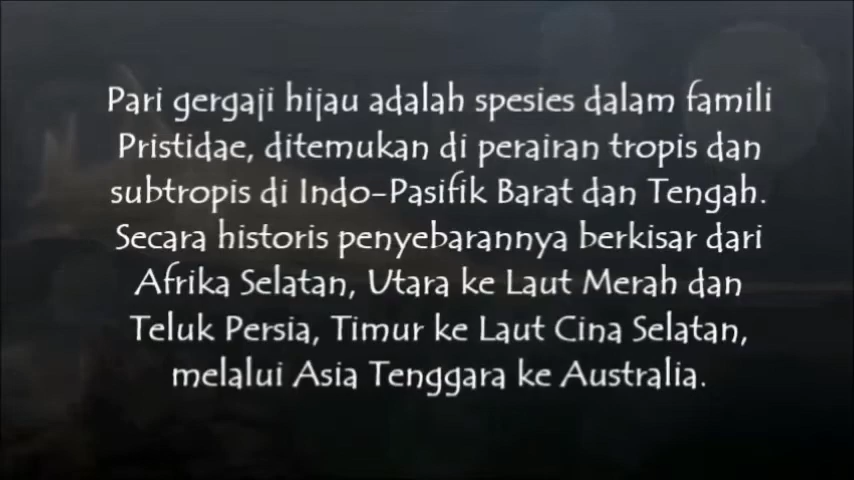 Pari gergaji hijau adalah spesies dalam famili
Pristidae, ditemukan di perairan tropis dan
subtropis di Indo-Pasifik Barat dan Tengah.
Secara historis penyebarannya berkisar dari
Afrika Selatan, Utara ke Laut Merah dan
Teluk Persia, Timur ke Laut Cina Selatan,
melalui Asia Tenggara ke Australia.